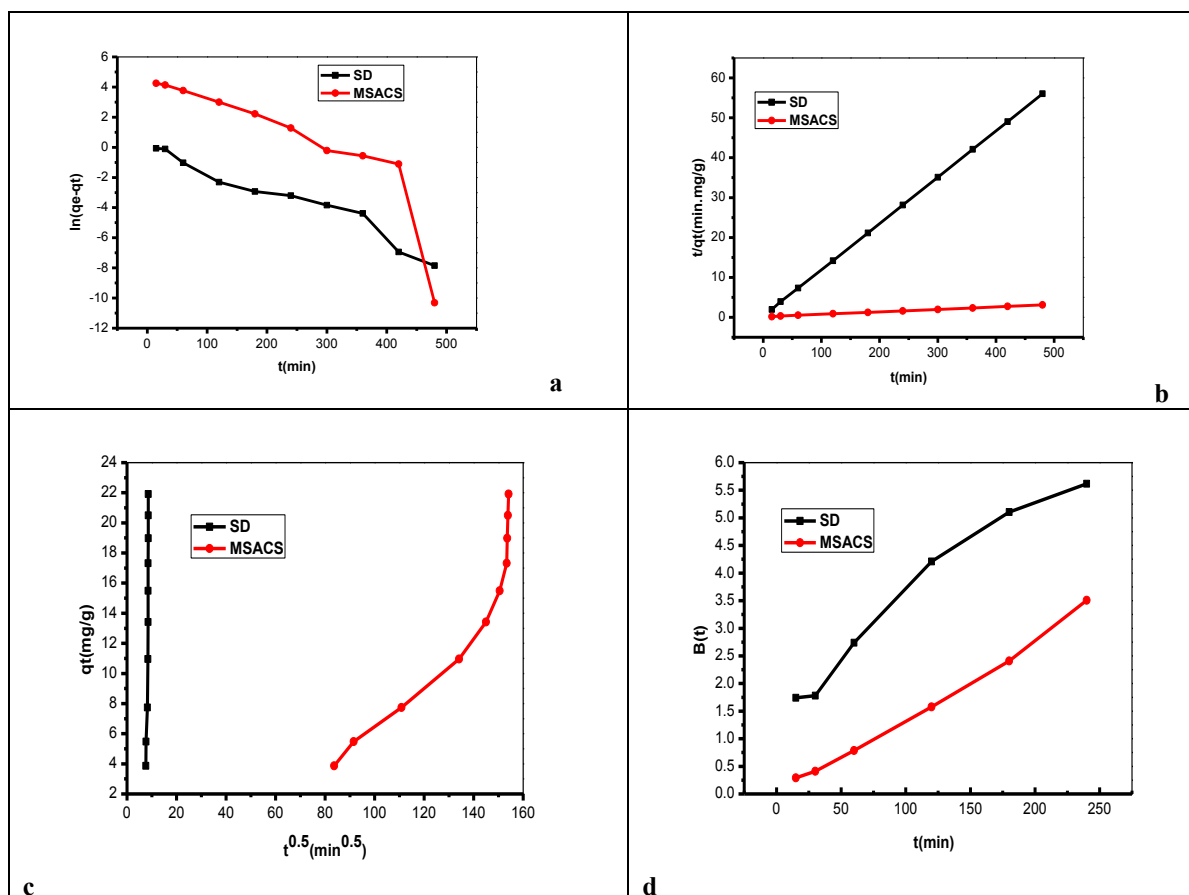 6
4
2
0
-2
-4
-6
-8
-10
-12
ln(qe-qt)
SD
MSACS
0 100 200 300 400 500
t(min)
a
60
50
40
30
20
10
0
t/qt(min.mg/g)
SD
MSACS
0 100 200 300 400 500
t(min)
b
24
22
20
18
16
14
12
10
8
6
4
2
qt(mg/g)
SD
MSACS
0 20 40 60 80 100 120 140 160
t^0.5(min^0.5)
c
6.0
5.5
5.0
4.5
4.0
3.5
3.0
2.5
2.0
1.5
1.0
0.5
0.0
B(t)
SD
MSACS
0 50 100 150 200 250
t(min)
d